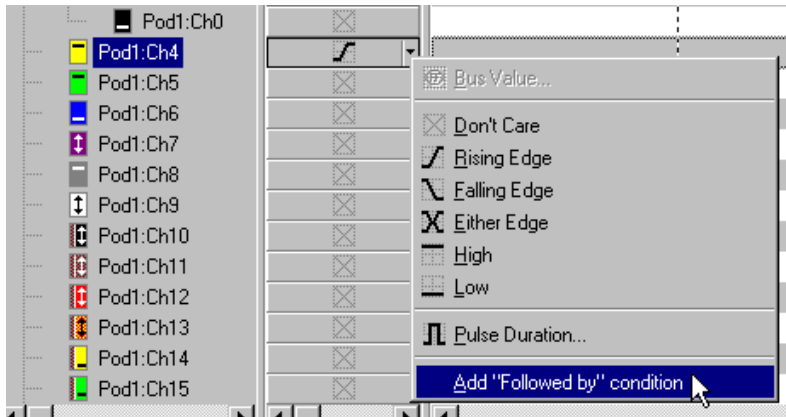 Pod1:Ch0
Pod1:Ch4
Pod1:Ch5
Pod1:Ch6
Pod1:Ch7
Pod1:Ch8
Pod1:Ch9
Pod1:Ch10
Pod1:Ch11
Pod1:Ch12
Pod1:Ch13
Pod1:Ch14
Pod1:Ch15
Bus Value...
Don't Care
Rising Edge
Falling Edge
Either Edge
High
Low
Pulse Duration...
Add "Followed by" condition